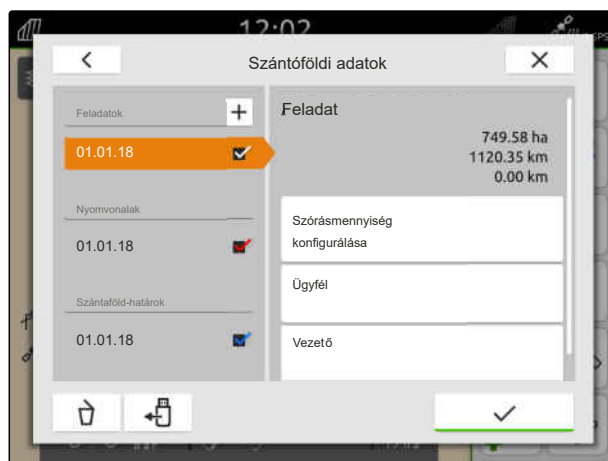 12:02
Szántóföldi adatok
Feladatok
01.01.18
Nyomvonalak
01.01.18
Szántaföld-határok
01.01.18
Feladat
749.58 ha
1120.35 km
0.00 km
Szórásmennyiség
konfigurálása
Ügyfél
Vezető